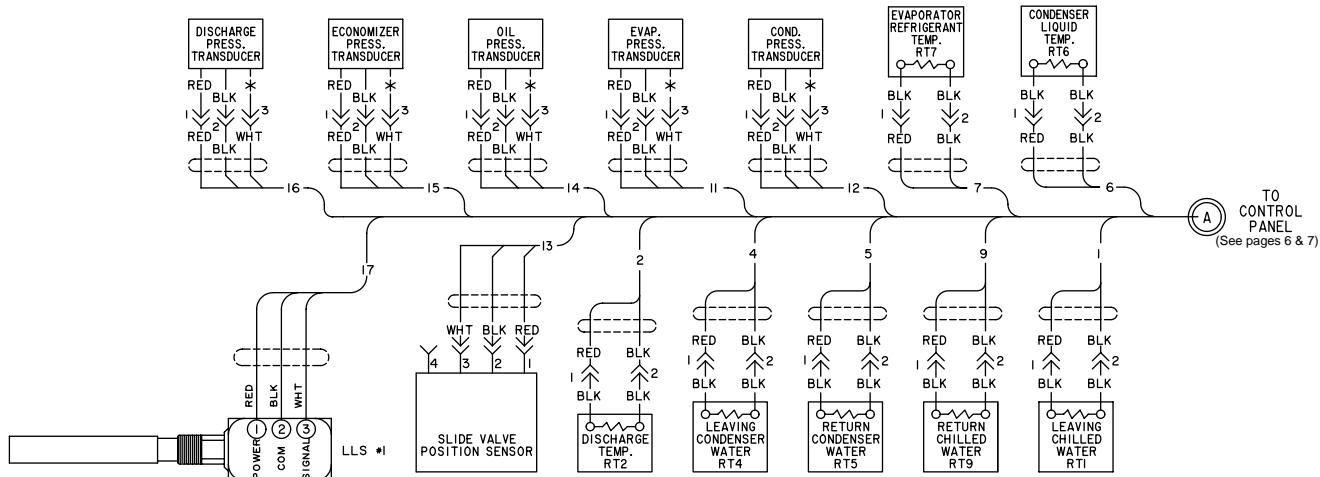 DISCHARGE
PRESS.
TRANSDUCER
ECONOMIZER
PRESS.
TRANSDUCER
OIL
PRESS.
TRANSDUCER
EVAP.
PRESS.
TRANSDUCER
COND.
PRESS.
TRANSDUCER
EVAPORATOR
REFRIGERANT
TEMP.
RT7
CONDENSER
LIQUID
TEMP.
RT6
RED BLK *
1 2 3
RED BLK WHT
16
RED BLK *
1 2 3
RED BLK WHT
15
RED BLK *
1 2 3
RED BLK WHT
14
RED BLK *
1 2 3
RED BLK WHT
11
RED BLK *
1 2 3
RED BLK WHT
12
BLK BLK
1 2
RED BLK
7
BLK BLK
1 2
RED BLK
6
A
TO
CONTROL
PANEL
(See pages 6 & 7)
17
RED BLK WHT
1 2 3
POWER COM SIGNAL
LLS #1
13
WHT BLK RED
4 3 2 1
SLIDE VALVE
POSITION SENSOR
2
RED BLK
1 2
BLK BLK
DISCHARGE
TEMP.
RT2
4
RED BLK
1 2
BLK BLK
LEAVING
CONDENSER
WATER
RT4
5
RED BLK
1 2
BLK BLK
RETURN
CONDENSER
WATER
RT5
9
RED BLK
1 2
BLK BLK
RETURN
CHILLED
WATER
RT9
1
RED BLK
1 2
BLK BLK
LEAVING
CHILLED
WATER
RT1